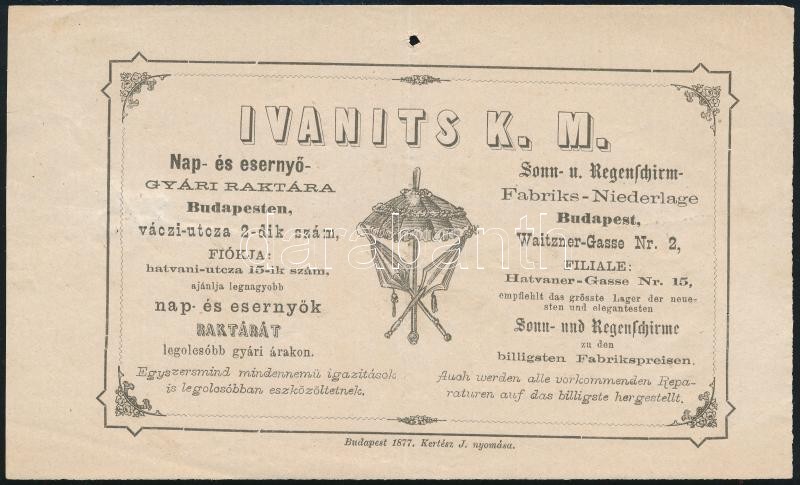 IVANITS K. M.
Nap- és esernyő-
GYÁRI RAKTÁRA
Budapesten,
váczi-utcza 2-dik szám,
FIÓKJA:
hatvani-utcza 15-ik szám,
ajánlja legnagyobb
nap- és esernyők
RAKTÁRÁT
legolcsóbb gyári árakon.
Egyszersmind mindennemü igazitások
is legolcsóbban eszközöltetnek.
Sonn- u. Regenschirm-
Fabriks-Niederlage
Budapest,
Waitzner-Gasse Nr. 2,
FILIALE:
Hatvaner-Gasse Nr. 15,
empfiehlt das grösste Lager der neue-
sten und elegantesten
Sonn- und Regenschirme
zu den
billigsten Fabrikspreisen.
Auch werden alle vorkommenden Repa-
raturen auf das billigste hergestellt.
Budapest 1877. Kertész J. nyomása.
darabanth